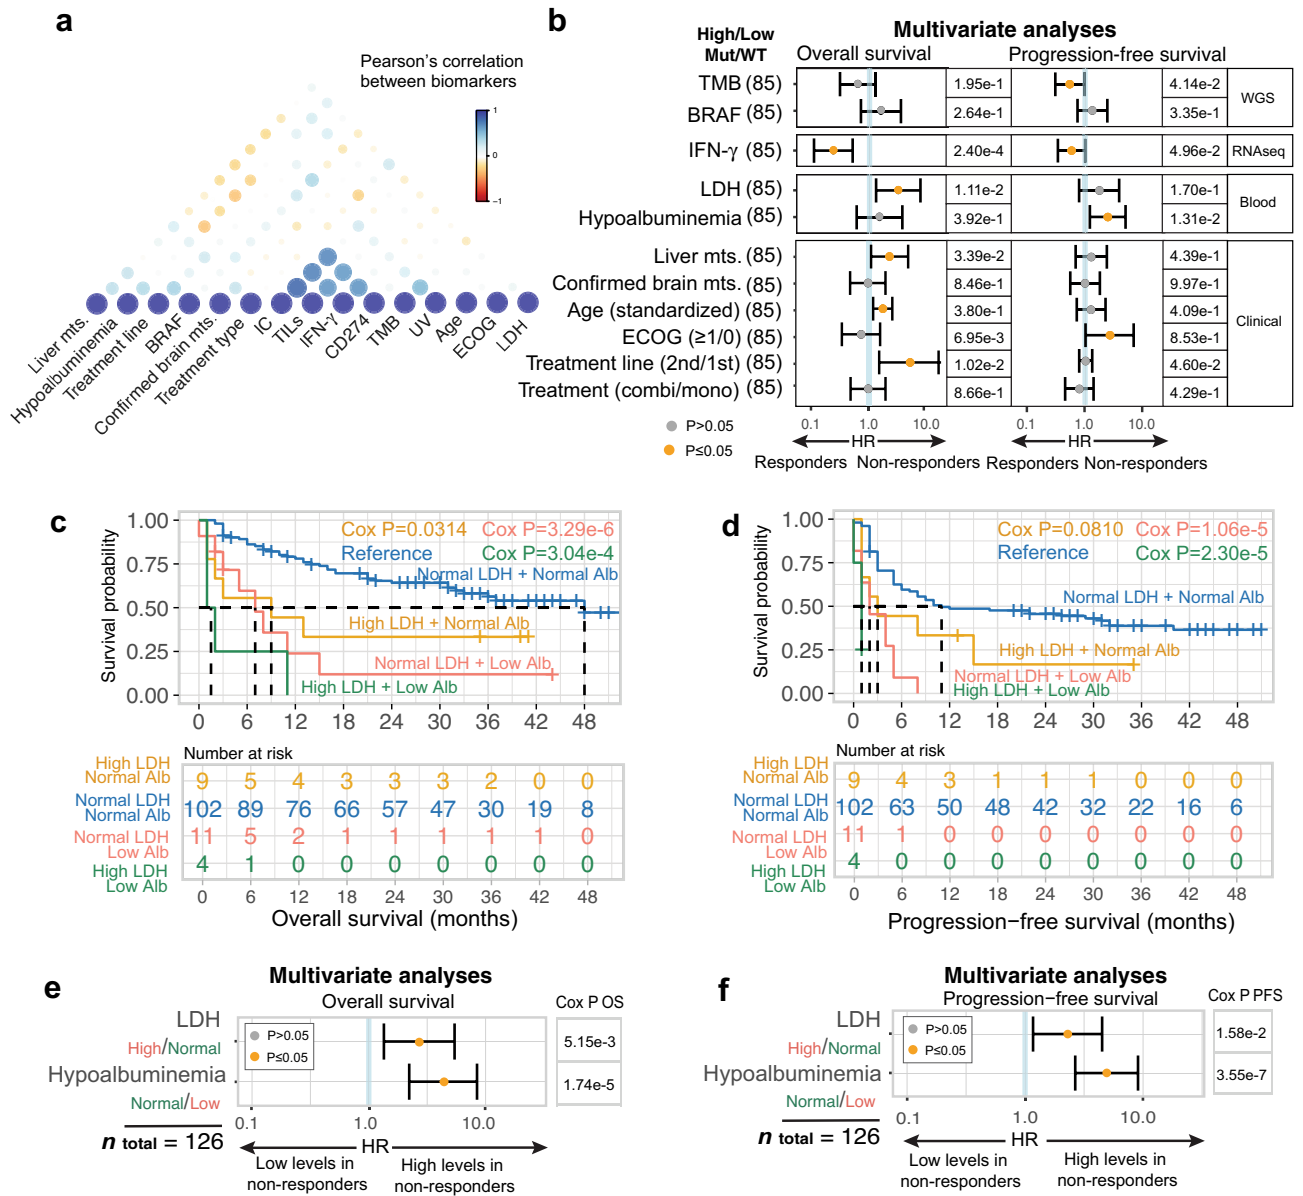 a
Pearson's correlation
between biomarkers
1
0
−1
Liver mts.
Hypoalbuminemia
Treatment line
BRAF
Confirmed brain mts.
Treatment type
IC
TILs
IFN-γ
CD274
TMB
UV
Age
ECOG
LDH
b
High/Low
Mut/WT
Multivariate analyses
Overall survival
Progression-free survival
TMB (85) 1.95e-1 4.14e-2 WGS
BRAF (85) 2.64e-1 3.35e-1
IFN-γ (85) 2.40e-4 4.96e-2 RNAseq
LDH (85) 1.11e-2 1.70e-1 Blood
Hypoalbuminemia (85) 3.92e-1 1.31e-2
Liver mts. (85) 3.39e-2 4.39e-1
Confirmed brain mts. (85) 8.46e-1 9.97e-1
Age (standardized) (85) 3.80e-1 4.09e-1 Clinical
ECOG (≥1/0) (85) 6.95e-3 8.53e-1
Treatment line (2nd/1st) (85) 1.02e-2 4.60e-2
Treatment (combi/mono) (85) 8.66e-1 4.29e-1
0.1 1.0 10.0 0.1 1.0 10.0
P>0.05
P≤0.05
HR HR
Responders Non-responders Responders Non-responders
c
Survival probability
1.00
0.75
0.50
0.25
0.00
Cox P=0.0314 Cox P=3.29e-6
Reference Cox P=3.04e-4
Normal LDH + Normal Alb
High LDH + Normal Alb
Normal LDH + Low Alb
High LDH + Low Alb
0 6 12 18 24 30 36 42 48
Number at risk
High LDH
Normal Alb
9 5 4 3 3 3 2 0 0
Normal LDH
Normal Alb
102 89 76 66 57 47 30 19 8
Normal LDH
Low Alb
11 5 2 1 1 1 1 1 0
High LDH
Low Alb
4 1 0 0 0 0 0 0 0
0 6 12 18 24 30 36 42 48
Overall survival (months)
d
Survival probability
1.00
0.75
0.50
0.25
0.00
Cox P=0.0810 Cox P=1.06e-5
Reference Cox P=2.30e-5
Normal LDH + Normal Alb
High LDH + Normal Alb
Normal LDH + Low Alb
High LDH + Low Alb
0 6 12 18 24 30 36 42 48
Number at risk
High LDH
Normal Alb
9 4 3 1 1 1 0 0 0
Normal LDH
Normal Alb
102 63 50 48 42 32 22 16 6
Normal LDH
Low Alb
11 1 0 0 0 0 0 0 0
High LDH
Low Alb
4 0 0 0 0 0 0 0 0
0 6 12 18 24 30 36 42 48
Progression−free survival (months)
e
Multivariate analyses
Overall survival
Cox P OS
LDH
High/Normal
P>0.05
P≤0.05
5.15e-3
Hypoalbuminemia
Normal/Low
1.74e-5
0.1 1.0 10.0
n total = 126
HR
Low levels in
non-responders
High levels in
non-responders
f
Multivariate analyses
Progression−free survival
Cox P PFS
LDH
High/Normal
P>0.05
P≤0.05
1.58e-2
Hypoalbuminemia
Normal/Low
3.55e-7
0.1 1.0 10.0
n total = 126
HR
Low levels in
non-responders
High levels in
non-responders